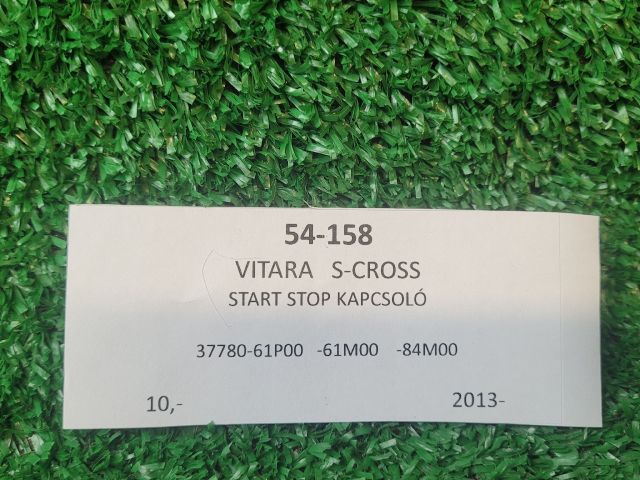 54-158
VITARA S-CROSS
START STOP KAPCSOLÓ
37780-61P00 -61M00 -84M00
10,- 2013-